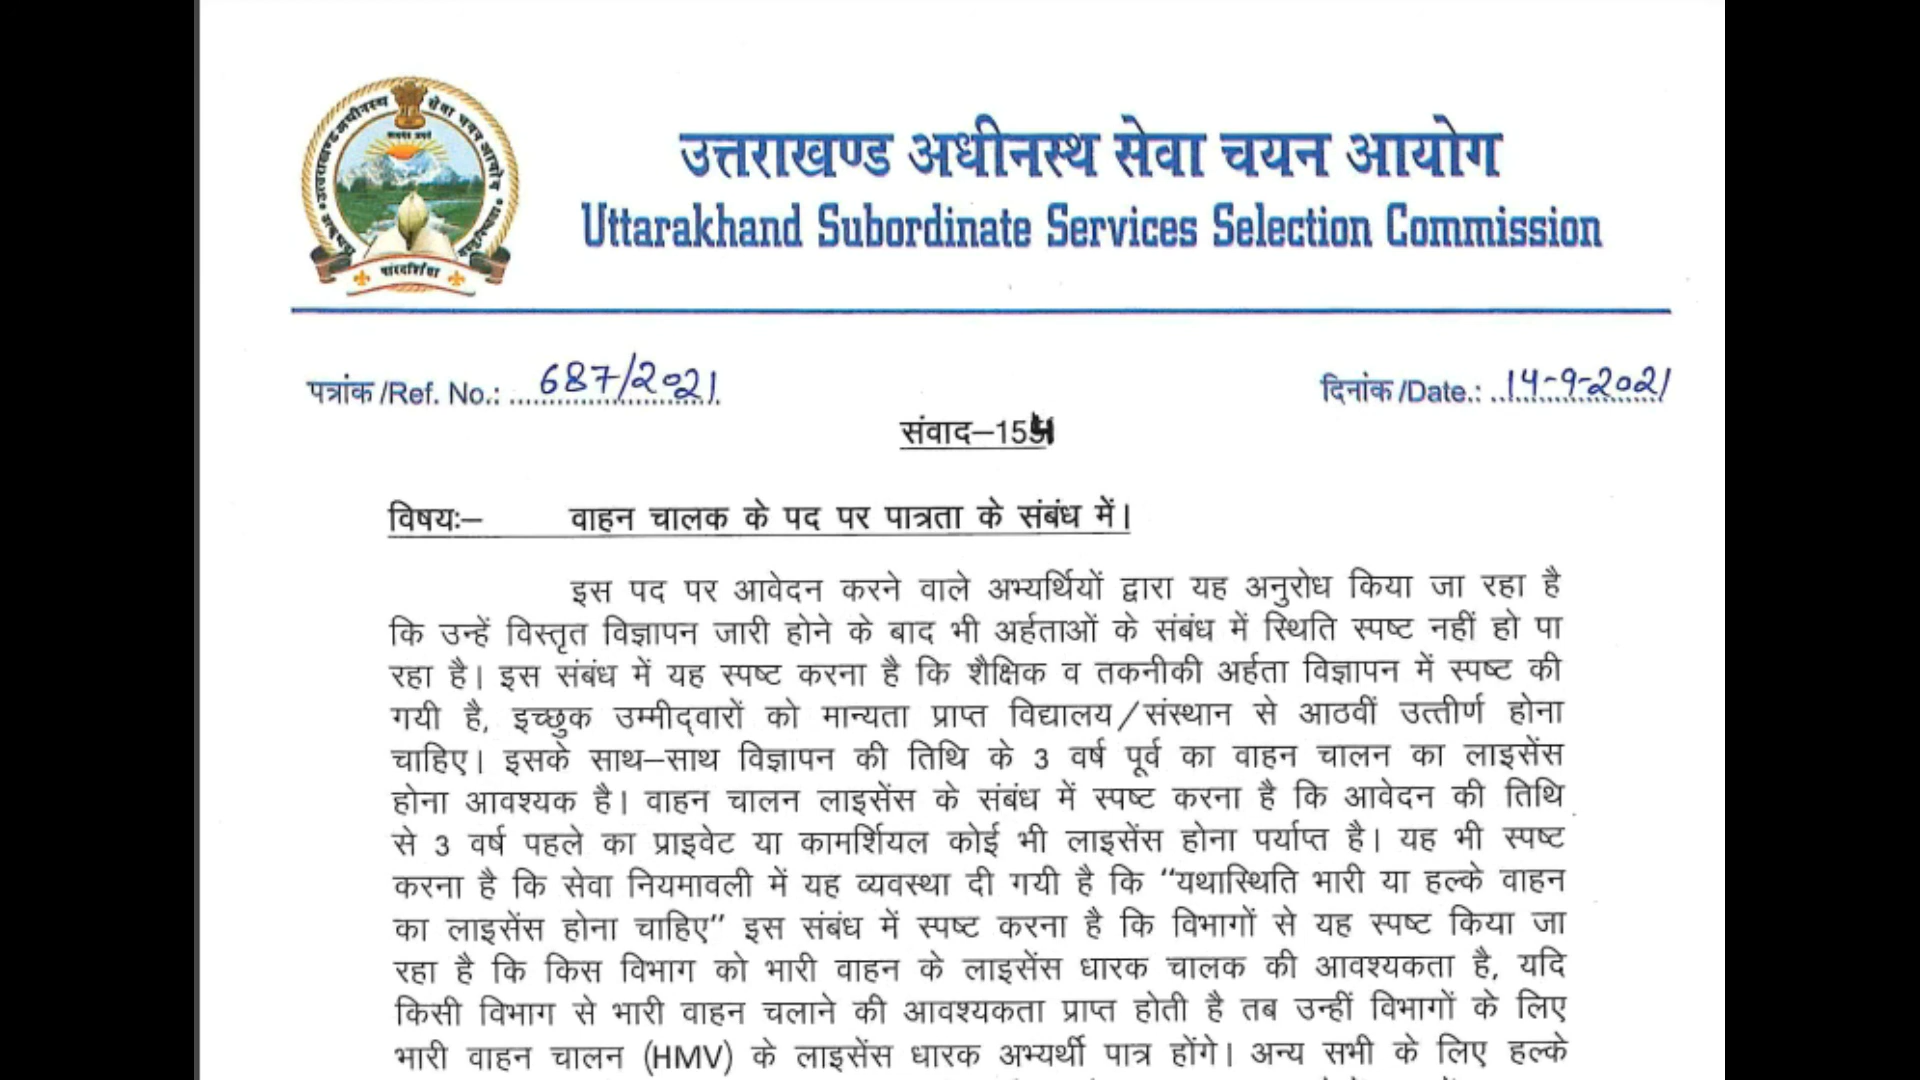 उत्तराखण्ड अधीनस्थ सेवा चयन आयोग
Uttarakhand Subordinate Services Selection Commission
पारदर्शिता
पत्रांक /Ref. No.: 687/2021
दिनांक /Date.: 14-9-2021
संवाद–154
विषयः– वाहन चालक के पद पर पात्रता के संबंध में।
इस पद पर आवेदन करने वाले अभ्यर्थियों द्वारा यह अनुरोध किया जा रहा है
कि उन्हें विस्तृत विज्ञापन जारी होने के बाद भी अर्हताओं के संबंध में स्थिति स्पष्ट नहीं हो पा
रहा है। इस संबंध में यह स्पष्ट करना है कि शैक्षिक व तकनीकी अर्हता विज्ञापन में स्पष्ट की
गयी है, इच्छुक उम्मीद्वारों को मान्यता प्राप्त विद्यालय/संस्थान से आठवीं उत्तीर्ण होना
चाहिए। इसके साथ–साथ विज्ञापन की तिथि के 3 वर्ष पूर्व का वाहन चालन का लाइसेंस
होना आवश्यक है। वाहन चालन लाइसेंस के संबंध में स्पष्ट करना है कि आवेदन की तिथि
से 3 वर्ष पहले का प्राइवेट या कामर्शियल कोई भी लाइसेंस होना पर्याप्त है। यह भी स्पष्ट
करना है कि सेवा नियमावली में यह व्यवस्था दी गयी है कि "यथास्थिति भारी या हल्के वाहन
का लाइसेंस होना चाहिए" इस संबंध में स्पष्ट करना है कि विभागों से यह स्पष्ट किया जा
रहा है कि किस विभाग को भारी वाहन के लाइसेंस धारक चालक की आवश्यकता है, यदि
किसी विभाग से भारी वाहन चलाने की आवश्यकता प्राप्त होती है तब उन्हीं विभागों के लिए
भारी वाहन चालन (HMV) के लाइसेंस धारक अभ्यर्थी पात्र होंगे। अन्य सभी के लिए हल्के